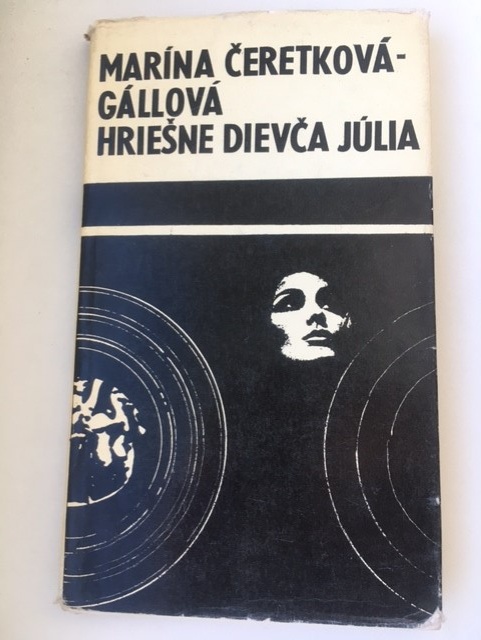 MARÍNA ČERETKOVÁ-
GÁLLOVÁ
HRIEŠNE DIEVČA JÚLIA